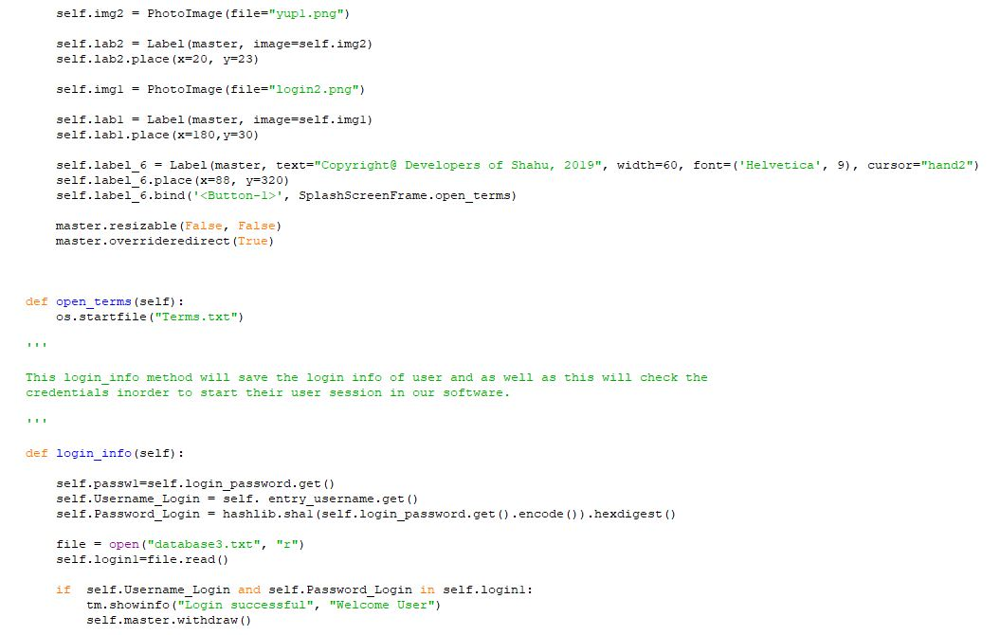 self.img2 = PhotoImage(file="yup1.png")
self.lab2 = Label(master, image=self.img2)
self.lab2.place(x=20, y=23)
self.img1 = PhotoImage(file="login2.png")
self.lab1 = Label(master, image=self.img1)
self.lab1.place(x=180,y=30)
self.label_6 = Label(master, text="Copyright@ Developers of Shahu, 2019", width=60, font=('Helvetica', 9), cursor="hand2")
self.label_6.place(x=88, y=320)
self.label_6.bind('<Button-1>', SplashScreenFrame.open_terms)
master.resizable(False, False)
master.overrideredirect(True)
def open_terms(self):
os.startfile("Terms.txt")
'''
This login_info method will save the login info of user and as well as this will check the
credentials inorder to start their user session in our software.
'''
def login_info(self):
self.passw1=self.login_password.get()
self.Username_Login = self. entry_username.get()
self.Password_Login = hashlib.sha1(self.login_password.get().encode()).hexdigest()
file = open("database3.txt", "r")
self.login1=file.read()
if  self.Username_Login and self.Password_Login in self.login1:
tm.showinfo("Login successful", "Welcome User")
self.master.withdraw()